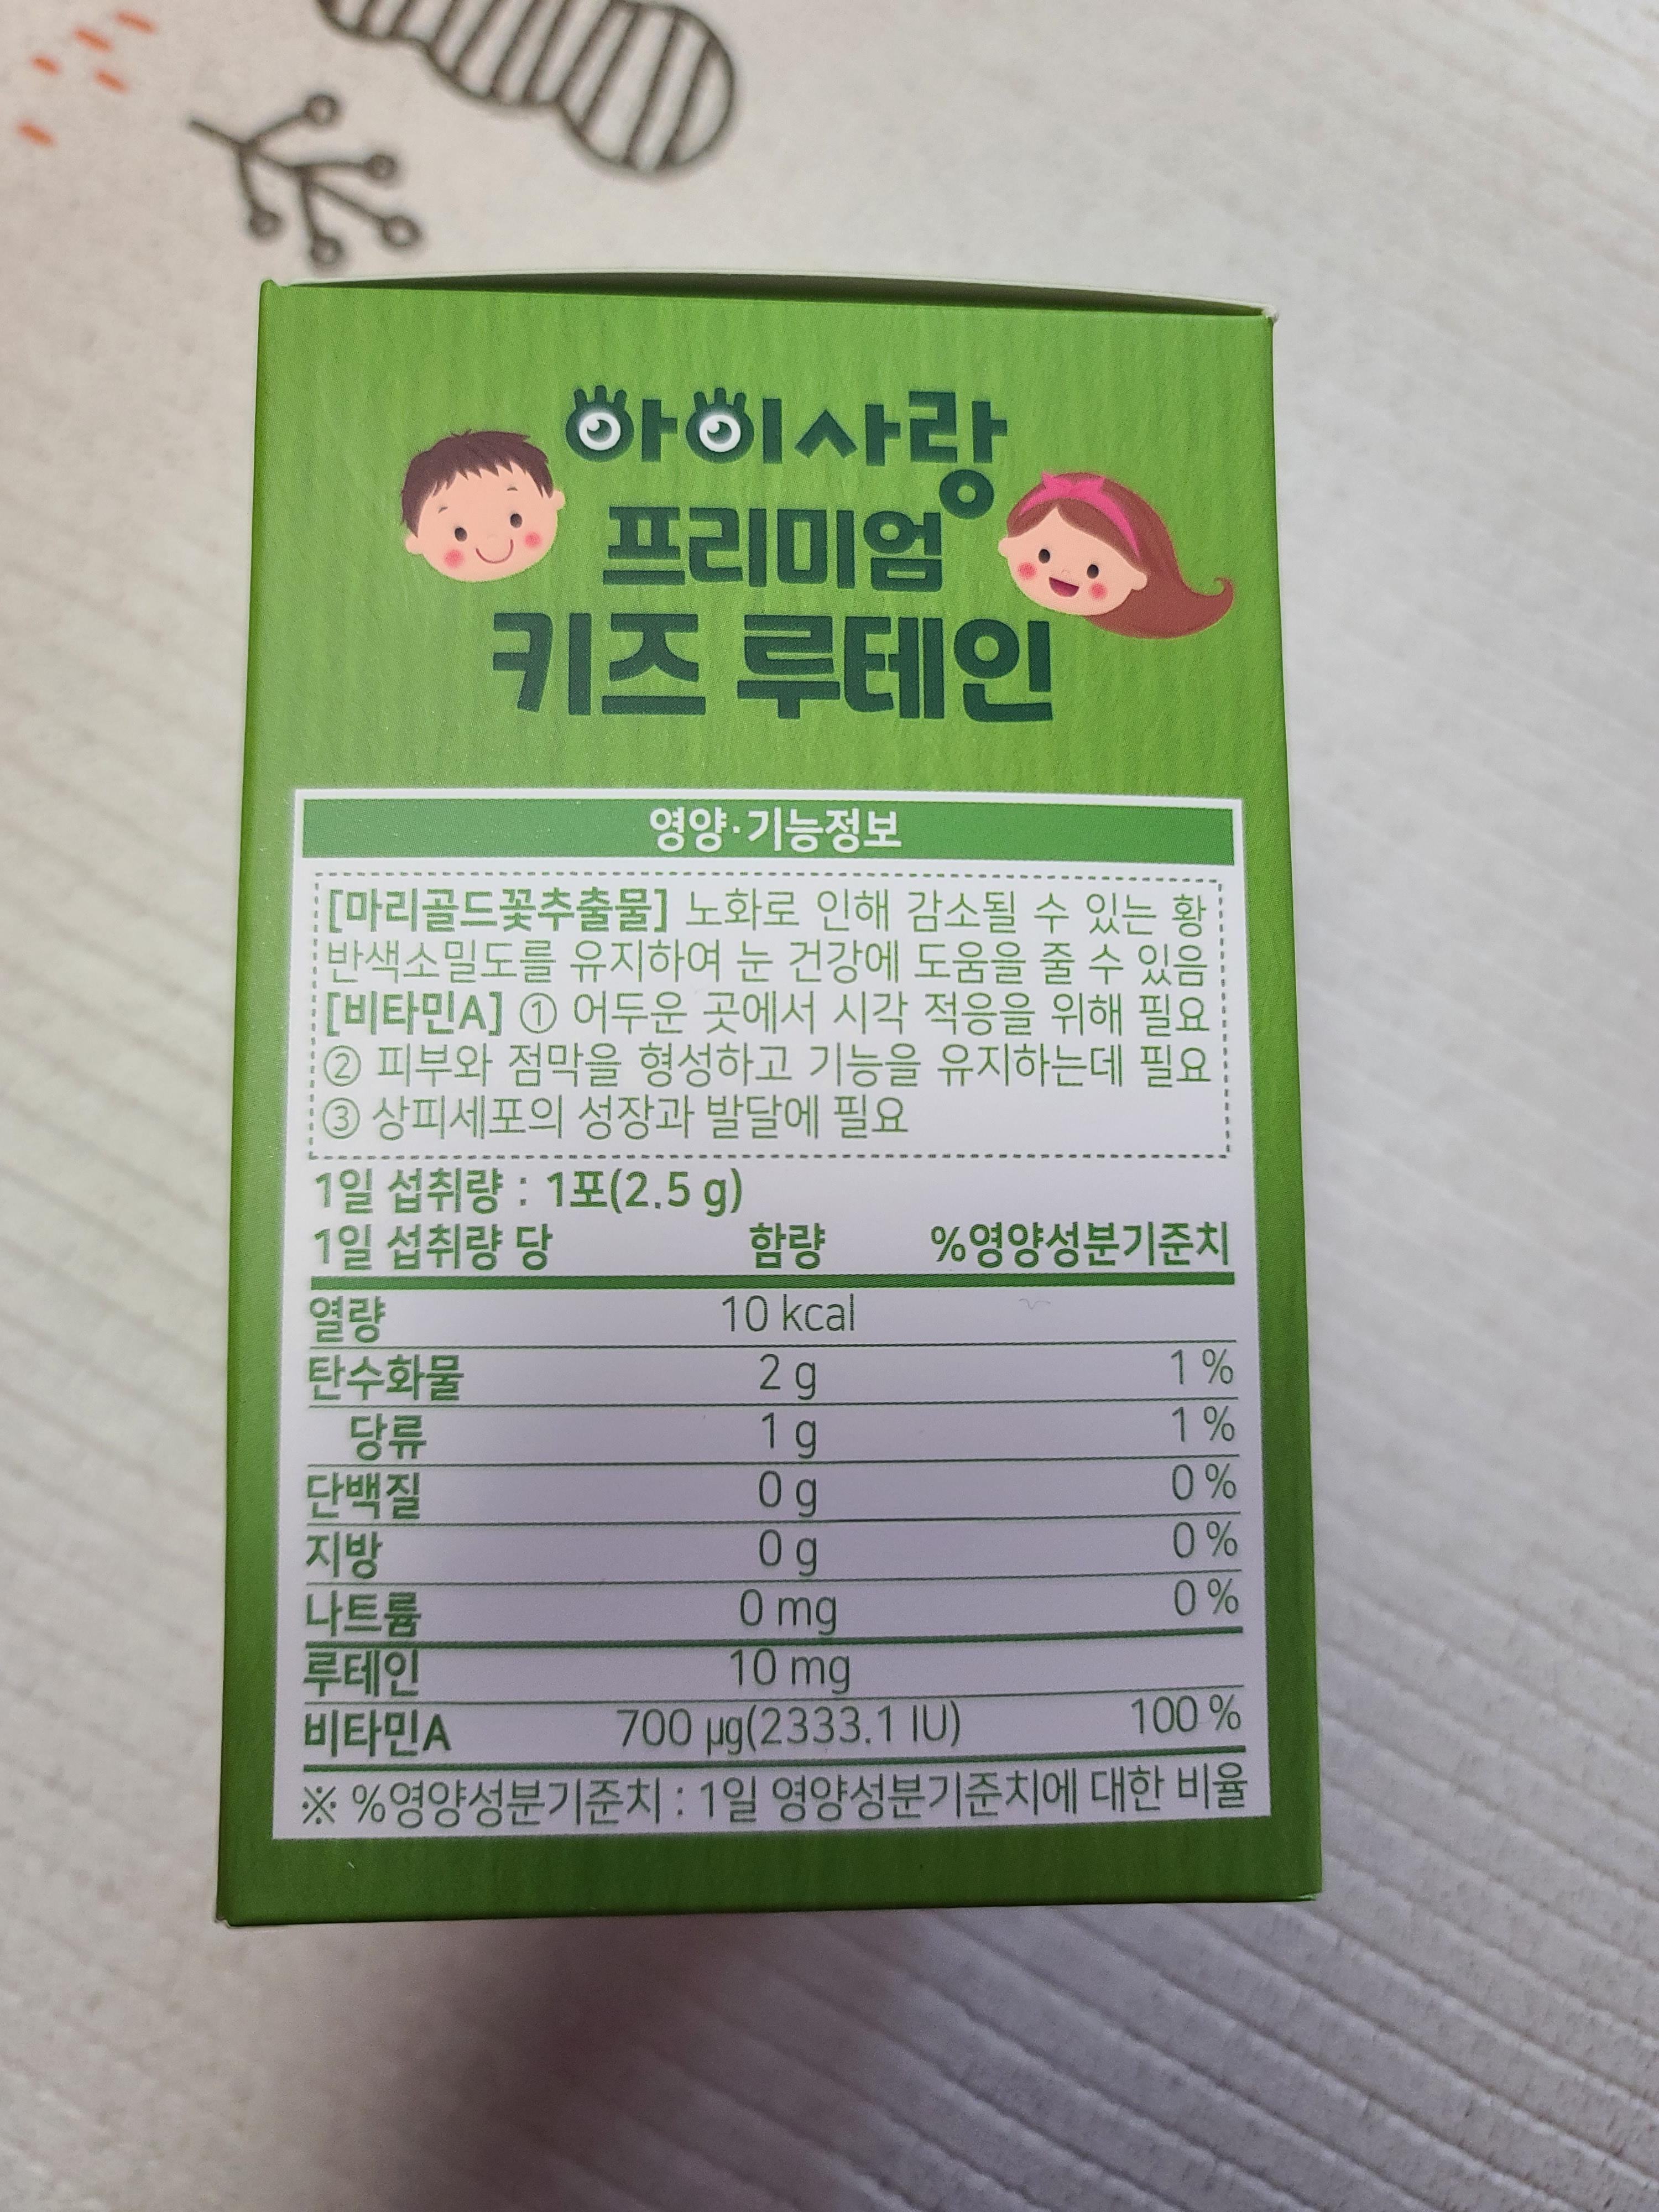 아이사랑
프리미엄
키즈 루테인
영양·기능정보
[마리골드꽃추출물] 노화로 인해 감소될 수 있는 황
반색소밀도를 유지하여 눈 건강에 도움을 줄 수 있음
[비타민A] ① 어두운 곳에서 시각 적응을 위해 필요
② 피부와 점막을 형성하고 기능을 유지하는데 필요
③ 상피세포의 성장과 발달에 필요
1일 섭취량 : 1포(2.5 g)
1일 섭취량 당 함량 %영양성분기준치
열량 10 kcal
탄수화물 2 g 1 %
당류 1 g 1 %
단백질 0 g 0 %
지방 0 g 0 %
나트륨 0 mg 0 %
루테인 10 mg
비타민A 700 μg(2333.1 IU) 100 %
※ %영양성분기준치 : 1일 영양성분기준치에 대한 비율